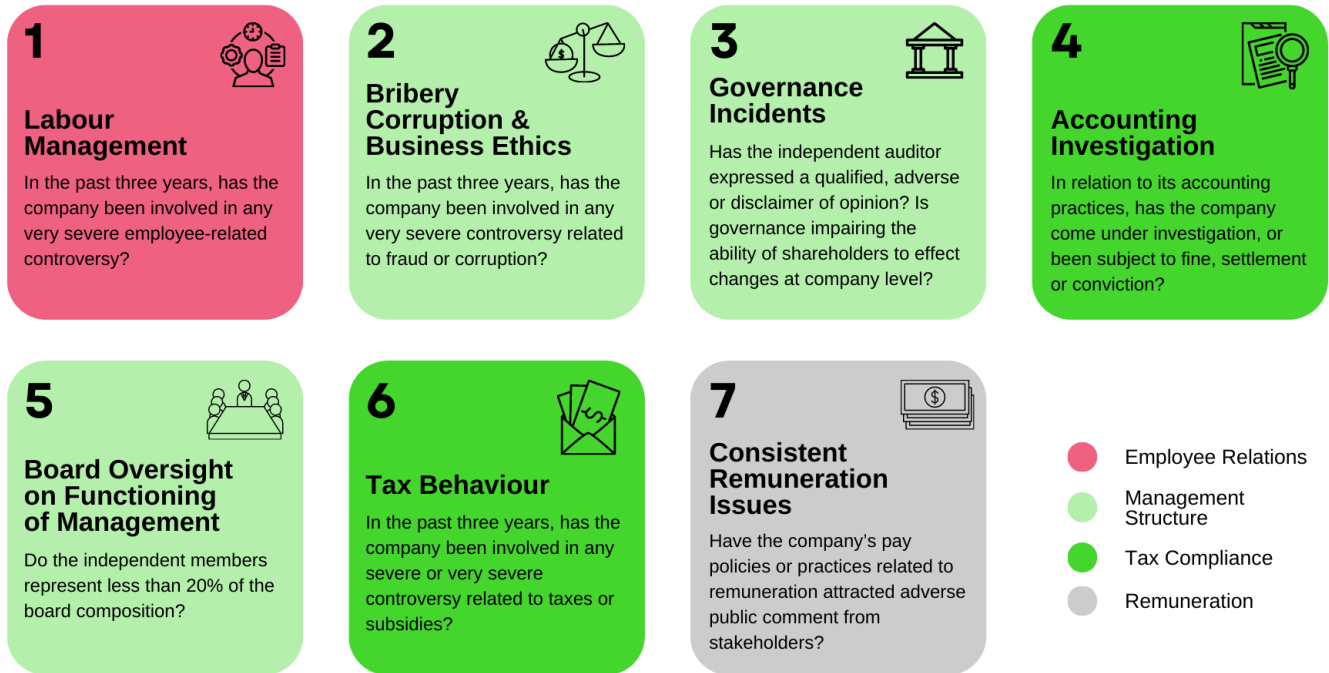 1
Labour
Management
In the past three years, has the
company been involved in any
very severe employee-related
controversy?
2
$
Bribery
Corruption &
Business Ethics
In the past three years, has the
company been involved in any
very severe controversy related
to fraud or corruption?
3
Governance
Incidents
Has the independent auditor
expressed a qualified, adverse
or disclaimer of opinion? Is
governance impairing the
ability of shareholders to effect
changes at company level?
4
Accounting
Investigation
In relation to its accounting
practices, has the company
come under investigation, or
been subject to fine, settlement
or conviction?
5
Board Oversight
on Functioning
of Management
Do the independent members
represent less than 20% of the
board composition?
6
$
Tax Behaviour
In the past three years, has the
company been involved in any
severe or very severe
controversy related to taxes or
subsidies?
7
$
Consistent
Remuneration
Issues
Have the company’s pay
policies or practices related to
remuneration attracted adverse
public comment from
stakeholders?
Employee Relations
Management
Structure
Tax Compliance
Remuneration